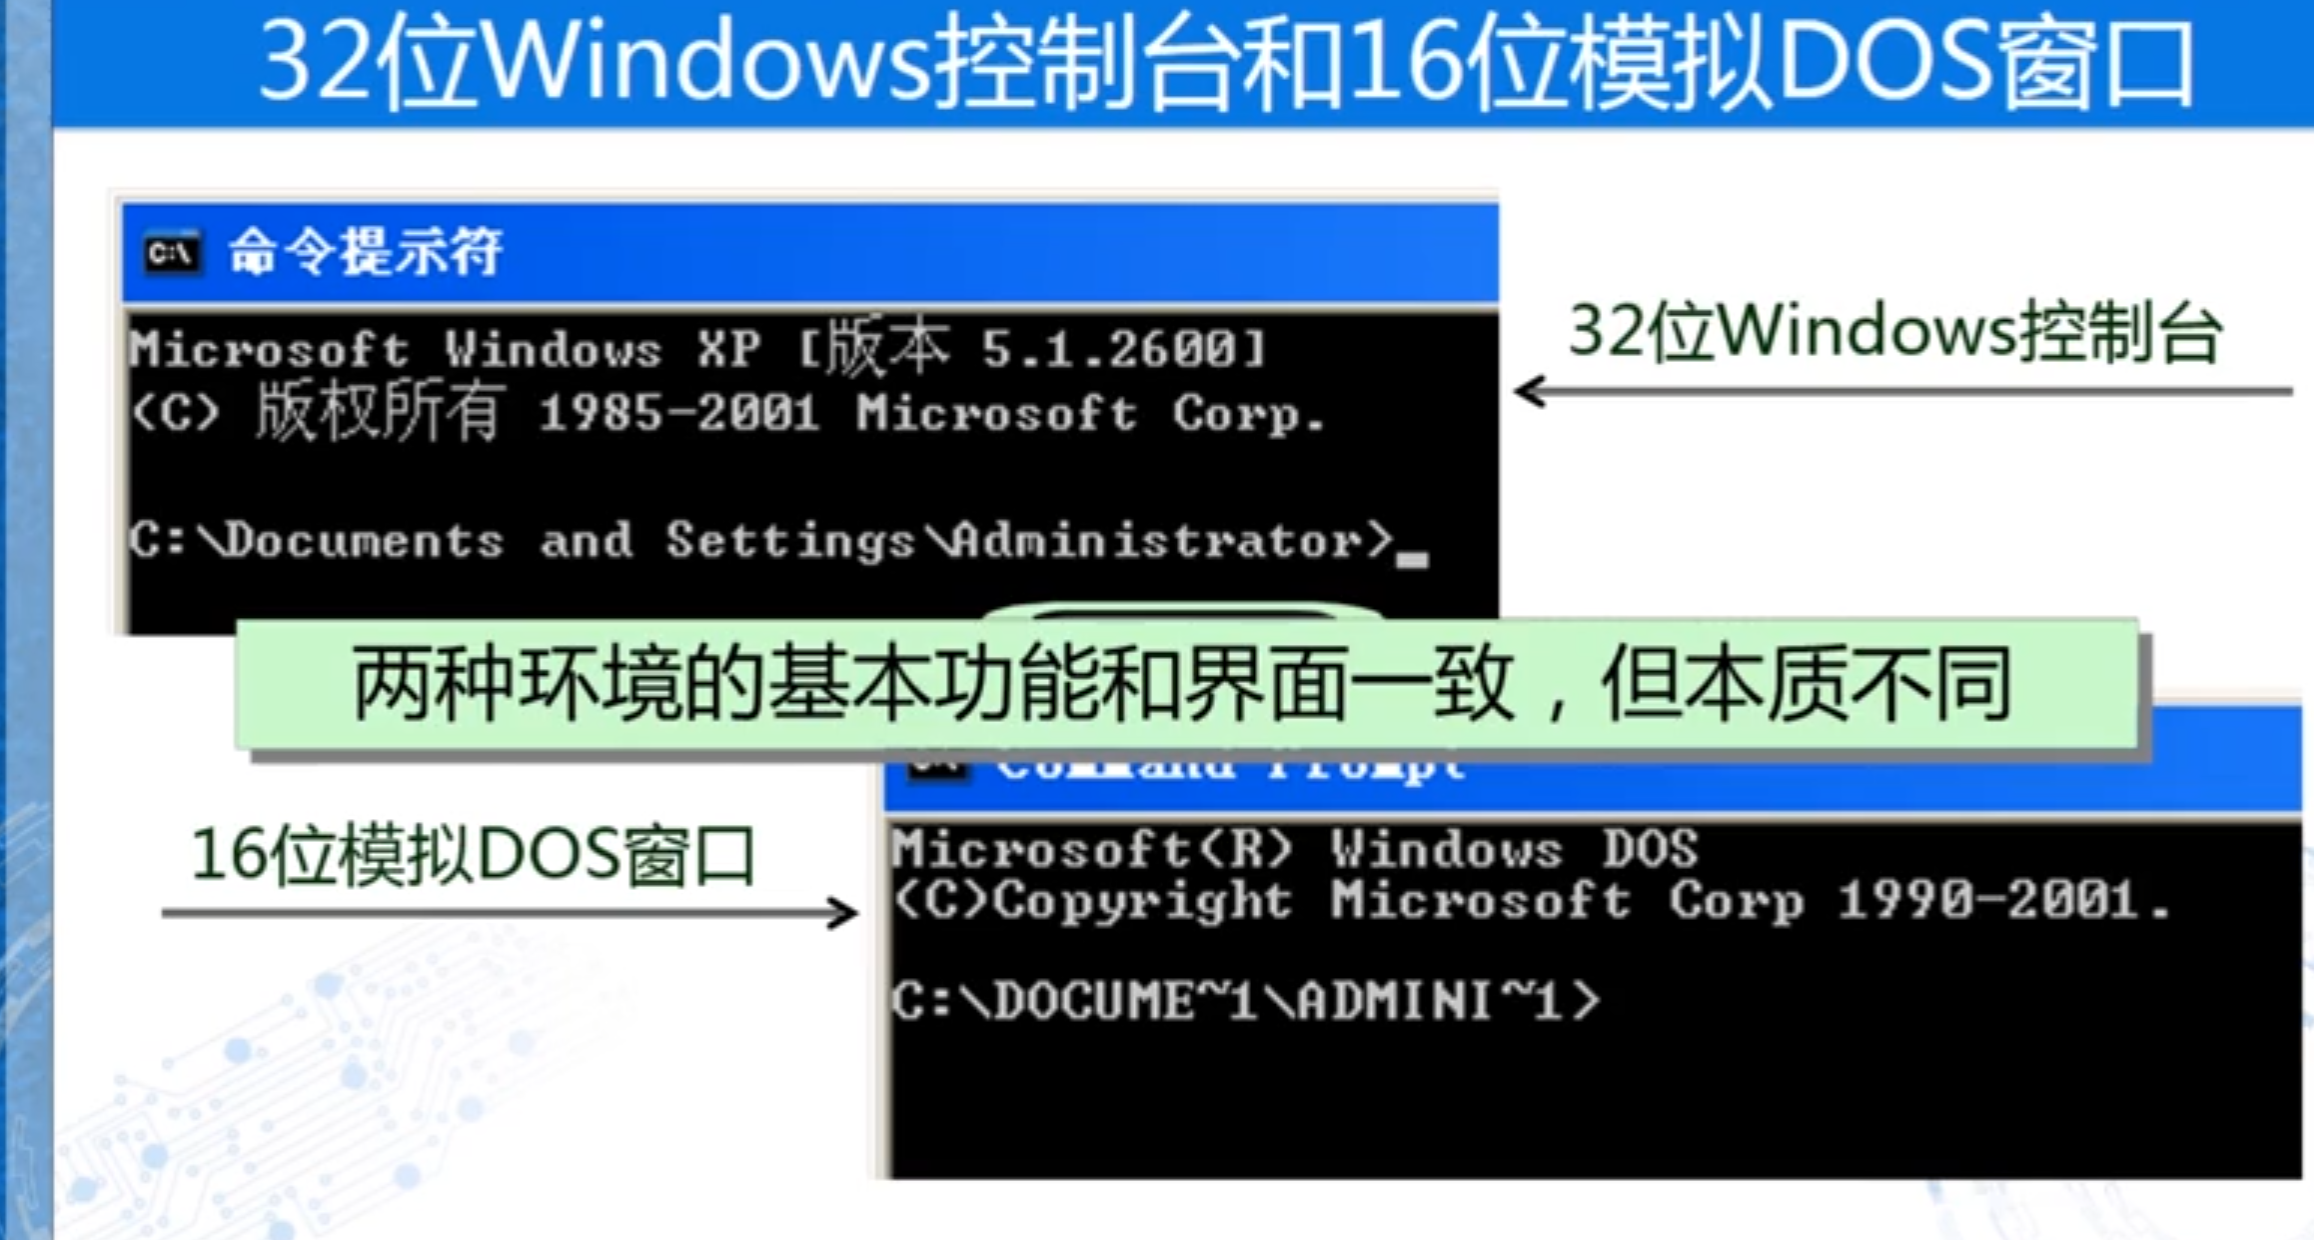 32位Windows控制台和16位模拟DOS窗口
C:\ 命令提示符
Microsoft Windows XP [版本 5.1.2600]
(C) 版权所有 1985-2001 Microsoft Corp.
C:\Documents and Settings\Administrator>_
32位Windows控制台
两种环境的基本功能和界面一致，但本质不同
Command Prompt
16位模拟DOS窗口
Microsoft(R) Windows DOS
(C)Copyright Microsoft Corp 1990-2001.
C:\DOCUME~1\ADMINI~1>